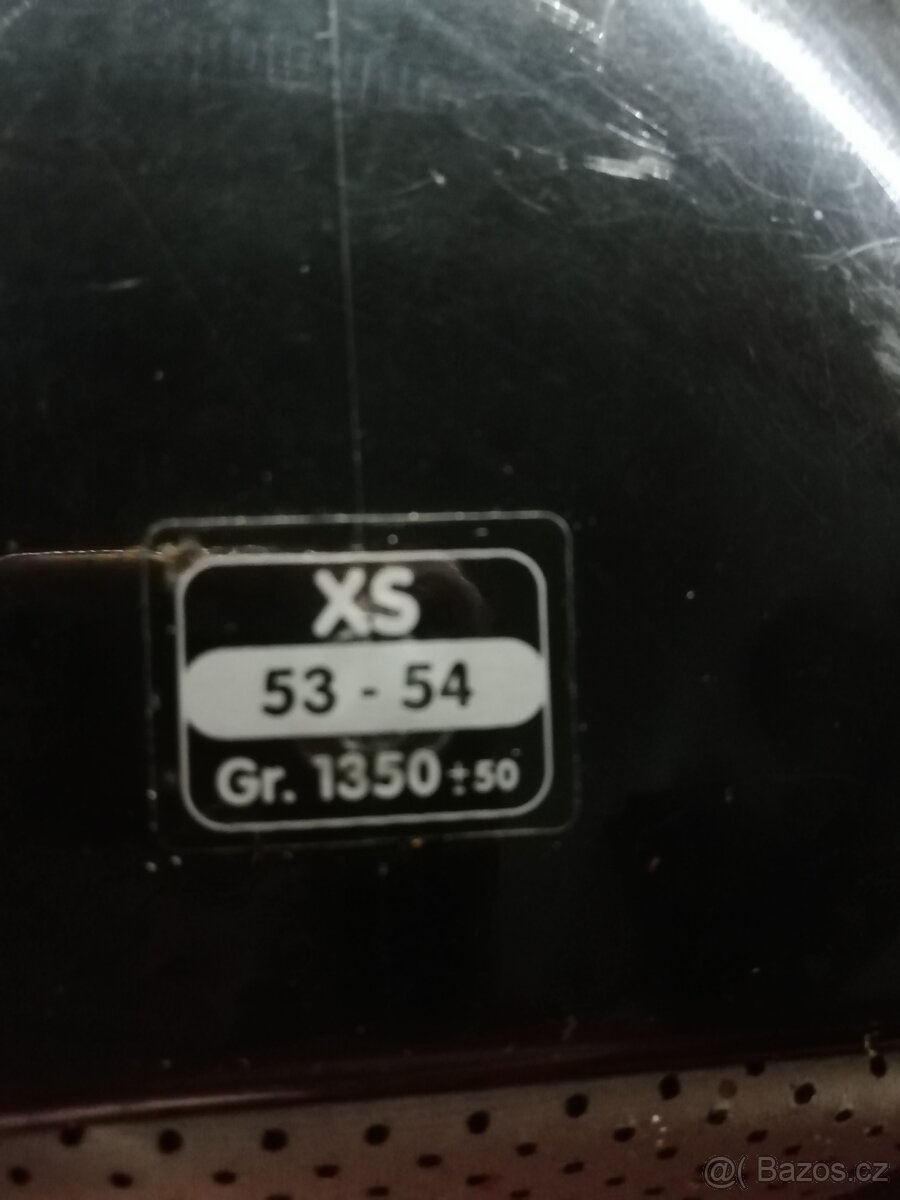 XS
53 - 54
Gr. 1350 ± 50
@( Bazos.cz